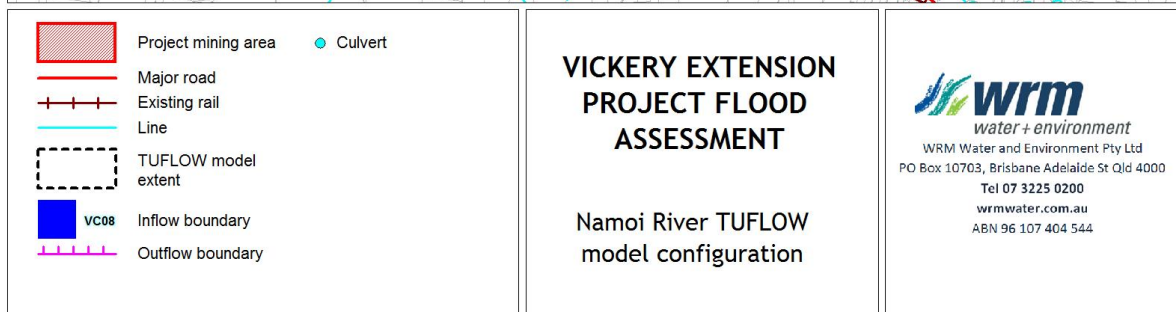 Project mining area
Culvert
Major road
Existing rail
Line
TUFLOW model
extent
VC08
Inflow boundary
Outflow boundary
VICKERY EXTENSION
PROJECT FLOOD
ASSESSMENT
Namoi River TUFLOW
model configuration
wrm
water + environment
WRM Water and Environment Pty Ltd
PO Box 10703, Brisbane Adelaide St Qld 4000
Tel 07 3225 0200
wrmwater.com.au
ABN 96 107 404 544